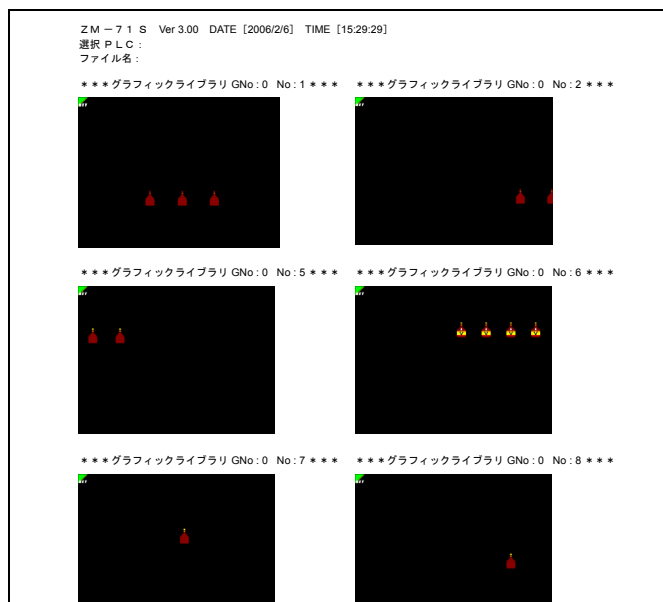 ＺＭ－７１Ｓ Ver 3.00 DATE [2006/2/6] TIME [15:29:29]
選択ＰＬＣ：
ファイル名：
＊＊＊グラフィックライブラリ GNo : 0 No : 1 ＊＊＊ ＊＊＊グラフィックライブラリ GNo : 0 No : 2 ＊＊＊
＊＊＊グラフィックライブラリ GNo : 0 No : 5 ＊＊＊ ＊＊＊グラフィックライブラリ GNo : 0 No : 6 ＊＊＊
＊＊＊グラフィックライブラリ GNo : 0 No : 7 ＊＊＊ ＊＊＊グラフィックライブラリ GNo : 0 No : 8 ＊＊＊